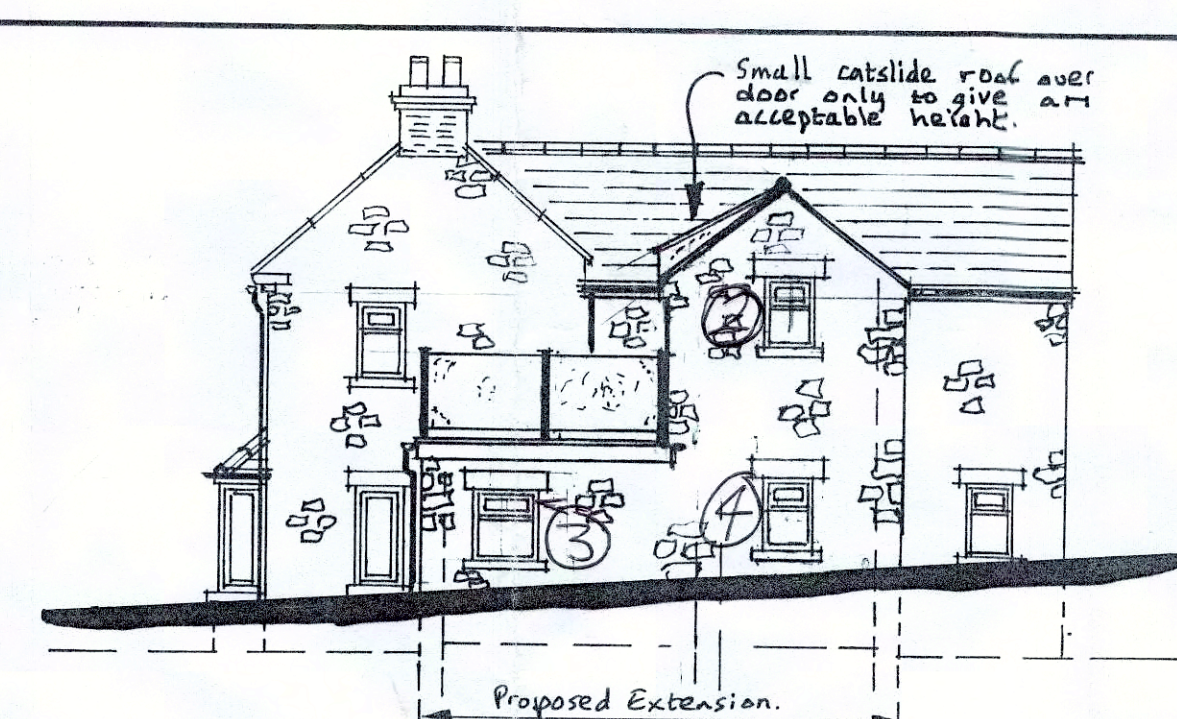 Small catslide roof over
door only to give an
acceptable height.
2
3
4
Proposed Extension.